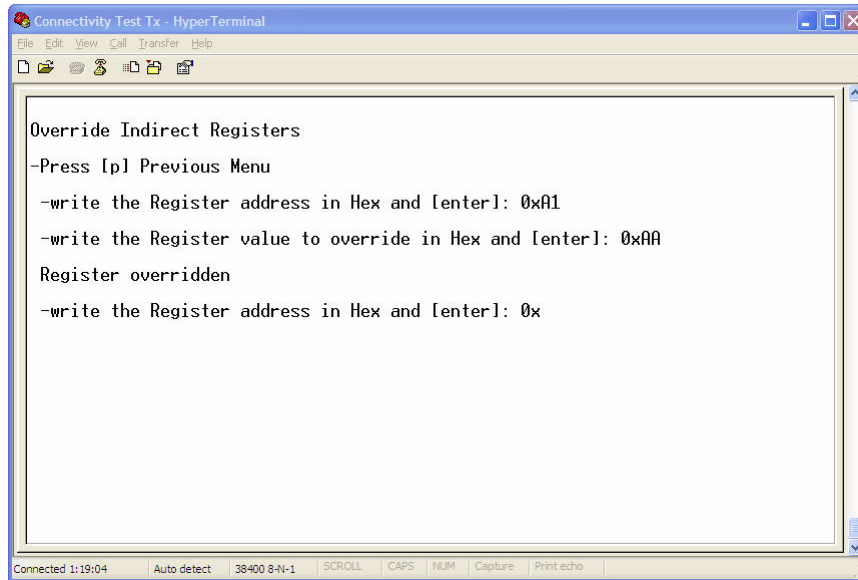 Connectivity Test Tx - HyperTerminal
File Edit View Call Transfer Help
Override Indirect Registers
-Press [p] Previous Menu
-write the Register address in Hex and [enter]: 0xA1
-write the Register value to override in Hex and [enter]: 0xAA
Register overridden
-write the Register address in Hex and [enter]: 0x
Connected 1:19:04 Auto detect 38400 8-N-1 SCROLL CAPS NUM Capture Print echo